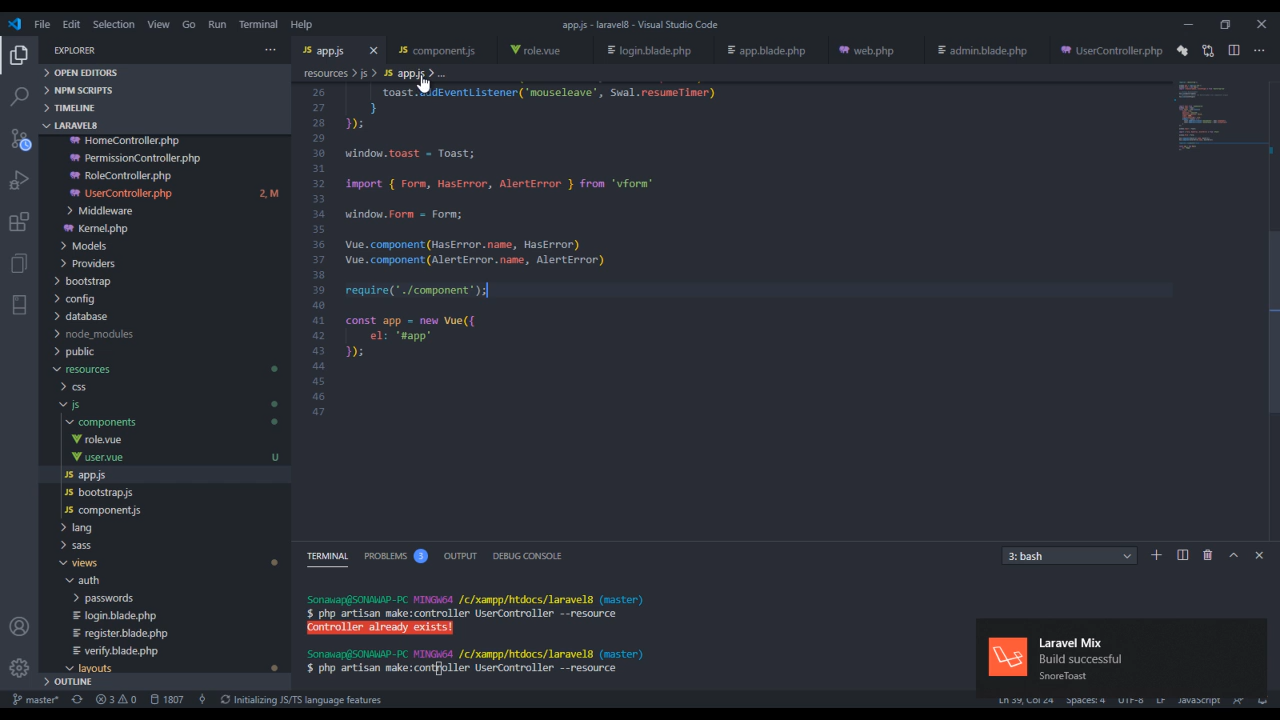 File Edit Selection View Go Run Terminal Help
app.js - laravel8 - Visual Studio Code
EXPLORER
JS app.js
JS component.js
role.vue
login.blade.php
app.blade.php
web.php
admin.blade.php
UserController.php
OPEN EDITORS
NPM SCRIPTS
TIMELINE
LARAVEL8
HomeController.php
PermissionController.php
RoleController.php
UserController.php 2, M
Middleware
Kernel.php
Models
Providers
bootstrap
config
database
node_modules
public
resources
css
js
components
role.vue
user.vue U
JS app.js
JS bootstrap.js
JS component.js
lang
sass
views
auth
passwords
login.blade.php
register.blade.php
verify.blade.php
layouts
OUTLINE
resources > js > JS app.js > ...
26 toast.addEventListener('mouseleave', Swal.resumeTimer)
27 }
28 });
29
30 window.toast = Toast;
31
32 import { Form, HasError, AlertError } from 'vform'
33
34 window.Form = Form;
35
36 Vue.component(HasError.name, HasError)
37 Vue.component(AlertError.name, AlertError)
38
39 require('./component');
40
41 const app = new Vue({
42 el: '#app'
43 });
44
45
46
47
TERMINAL PROBLEMS 3 OUTPUT DEBUG CONSOLE
3: bash
Sonawap@SONAWAP-PC MINGW64 /c/xampp/htdocs/laravel8 (master)
$ php artisan make:controller UserController --resource
Controller already exists!
Sonawap@SONAWAP-PC MINGW64 /c/xampp/htdocs/laravel8 (master)
$ php artisan make:controller UserController --resource
Laravel Mix
Build successful
SnoreToast
master* 3 0 1807 Initializing JS/TS language features
Ln 39, Col 24 Spaces: 4 UTF-8 LF JavaScript